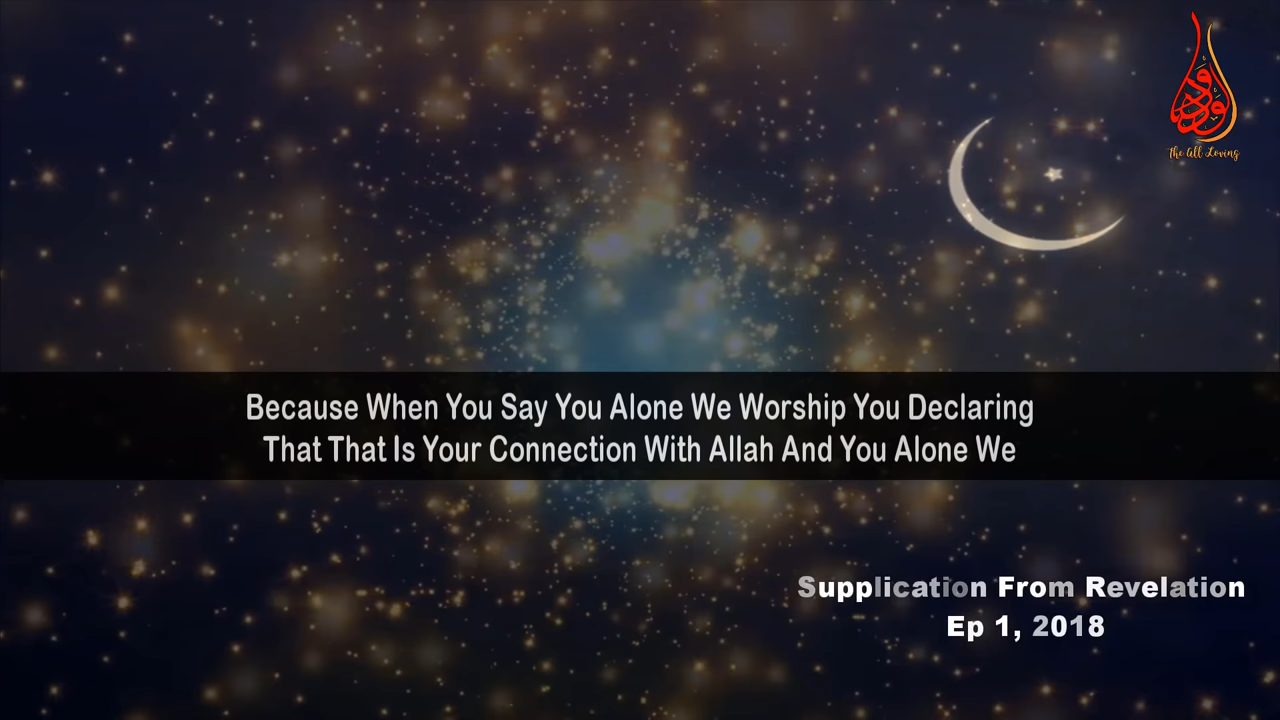 الودود
The All Loving
Because When You Say You Alone We Worship You Declaring
That That Is Your Connection With Allah And You Alone We
Supplication From Revelation
Ep 1, 2018